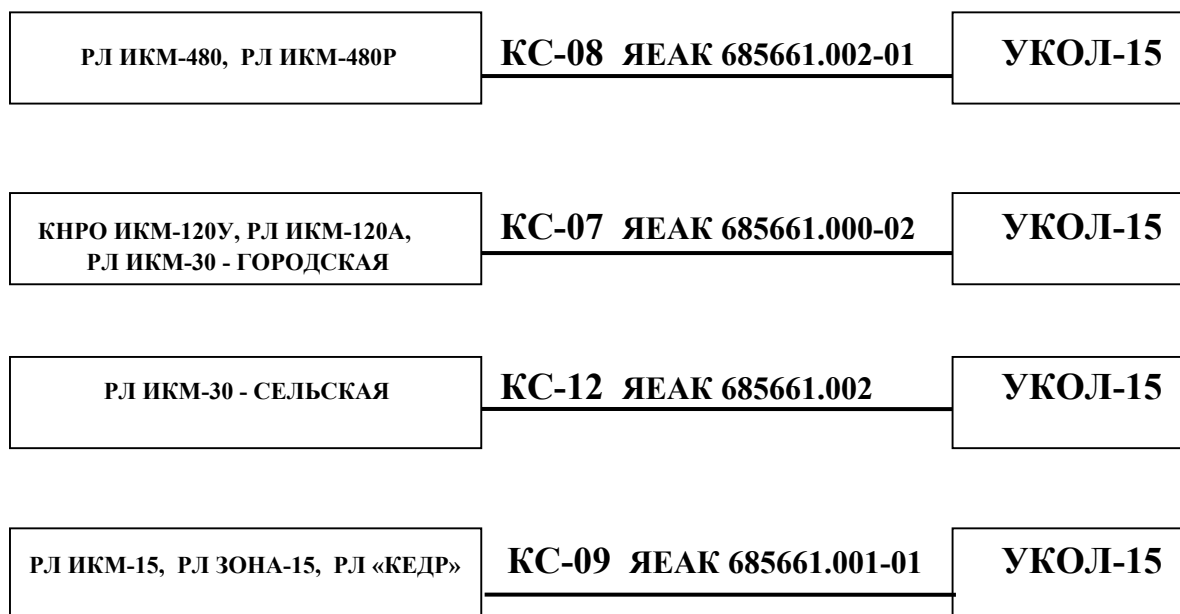 РЛ ИКМ-480, РЛ ИКМ-480Р КС-08 ЯЕАК 685661.002-01 УКОЛ-15
КНРО ИКМ-120У, РЛ ИКМ-120А,
РЛ ИКМ-30 - ГОРОДСКАЯ
КС-07 ЯЕАК 685661.000-02 УКОЛ-15
РЛ ИКМ-30 - СЕЛЬСКАЯ КС-12 ЯЕАК 685661.002 УКОЛ-15
РЛ ИКМ-15, РЛ ЗОНА-15, РЛ «КЕДР» КС-09 ЯЕАК 685661.001-01 УКОЛ-15